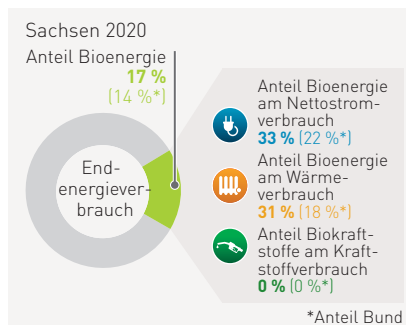 Sachsen 2020
Anteil Bioenergie
17 %
(14 %*)
End-
energiever-
brauch
Anteil Bioenergie
am Nettostrom-
verbrauch
33 % (22 %*)
Anteil Bioenergie
am Wärme-
verbrauch
31 % (18 %*)
Anteil Biokraft-
stoffe am Kraft-
stoffverbrauch
0 % (0 %*)
*Anteil Bund